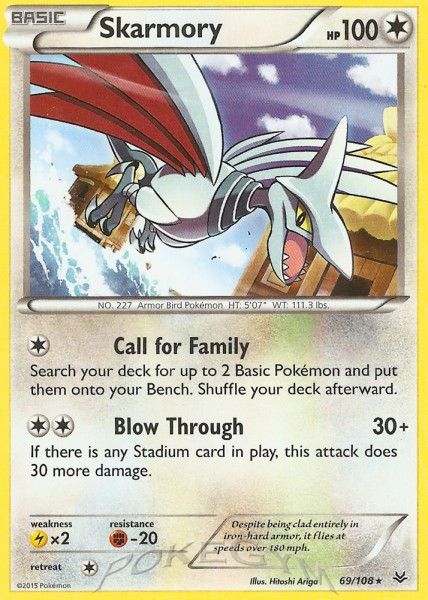 BASIC
Skarmory
HP 100
NO. 227 Armor Bird Pokémon HT: 5'07" WT: 111.3 lbs.
Call for Family
Search your deck for up to 2 Basic Pokémon and put
them onto your Bench. Shuffle your deck afterward.
Blow Through 30+
If there is any Stadium card in play, this attack does
30 more damage.
weakness resistance
×2 -20
Despite being clad entirely in
iron-hard armor, it flies at
speeds over 180 mph.
retreat
POKEGYM
©2015 Pokémon
Illus. Hitoshi Ariga
69/108★